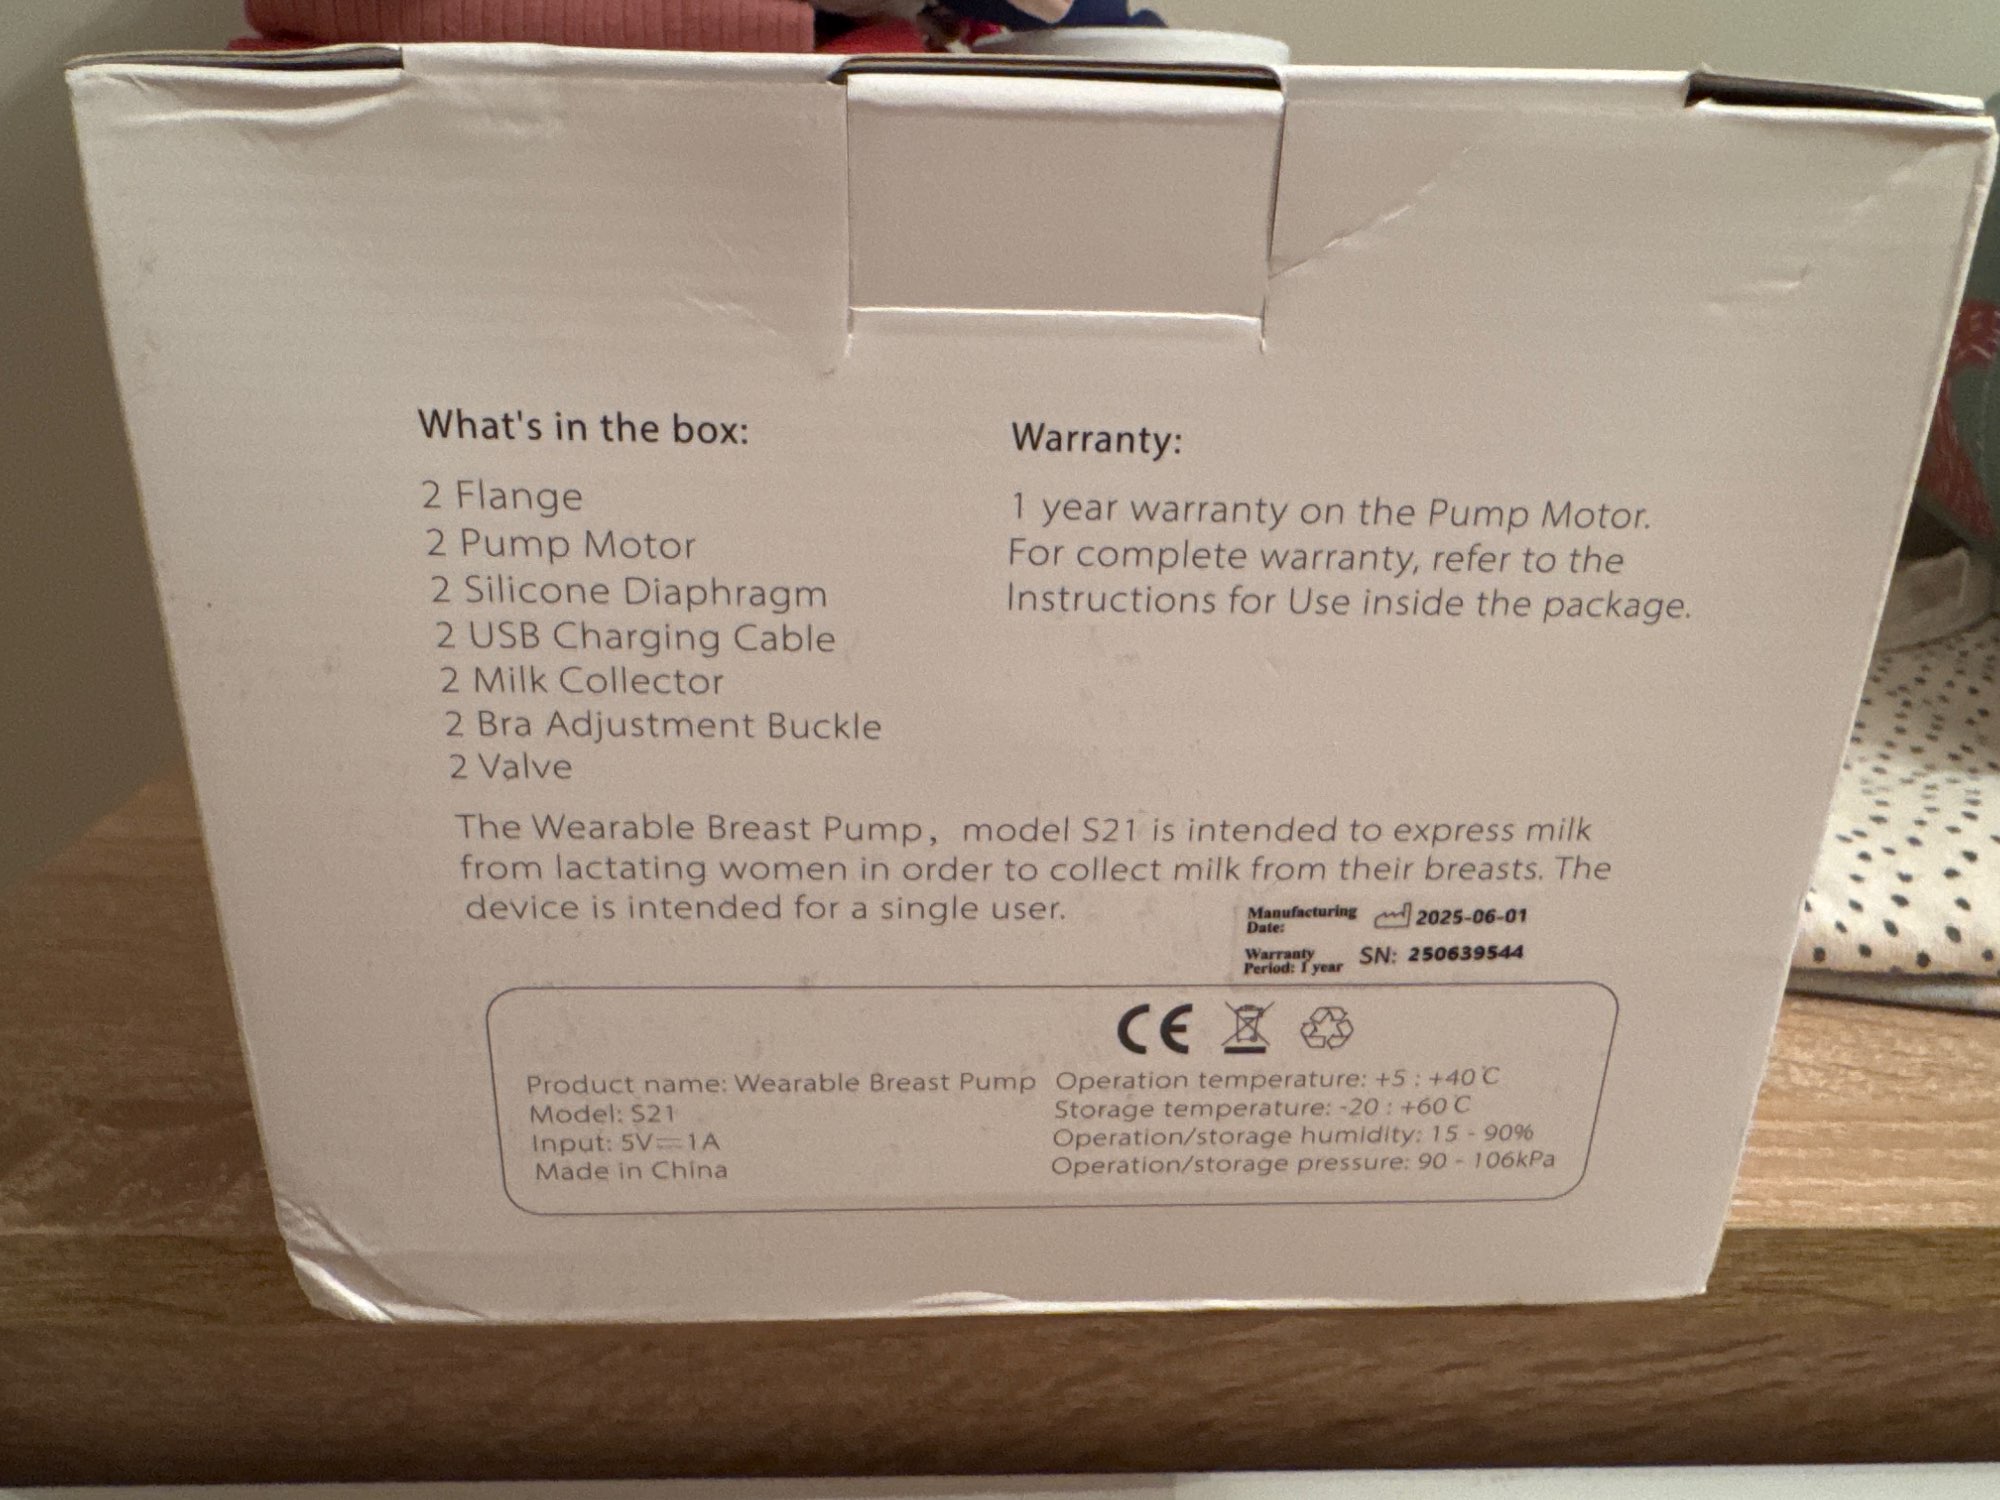 What's in the box:
2 Flange
2 Pump Motor
2 Silicone Diaphragm
2 USB Charging Cable
2 Milk Collector
2 Bra Adjustment Buckle
2 Valve
Warranty:
1 year warranty on the Pump Motor.
For complete warranty, refer to the
Instructions for Use inside the package.
The Wearable Breast Pump, model S21 is intended to express milk
from lactating women in order to collect milk from their breasts. The
device is intended for a single user.
Manufacturing
Date: 2025-06-01
Warranty
Period: 1 year SN: 250639544
CE
Product name: Wearable Breast Pump
Model: S21
Input: 5V⎓1A
Made in China
Operation temperature: +5 : +40℃
Storage temperature: -20 : +60℃
Operation/storage humidity: 15 - 90%
Operation/storage pressure: 90 - 106kPa